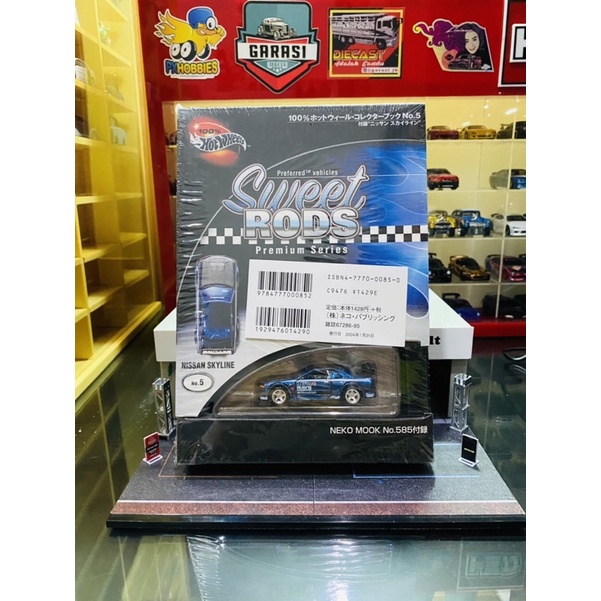 PK HOBBIES
GARASI
DIECAST
100%ホットウィール・コレクターブック No.5
付録"ニッサン スカイライン"
100%
Hot Wheels
Preferred™ vehicles
Sweet
RODS
Premium Series
ISBN4-7770-0085-0
C9476 ¥1429E
9784777000852
定価:本体1429円+税
(株)ネコ・パブリッシング
雑誌67286-85
1929476014290
NISSAN SKYLINE
No.5
NEKO MOOK No.585付録